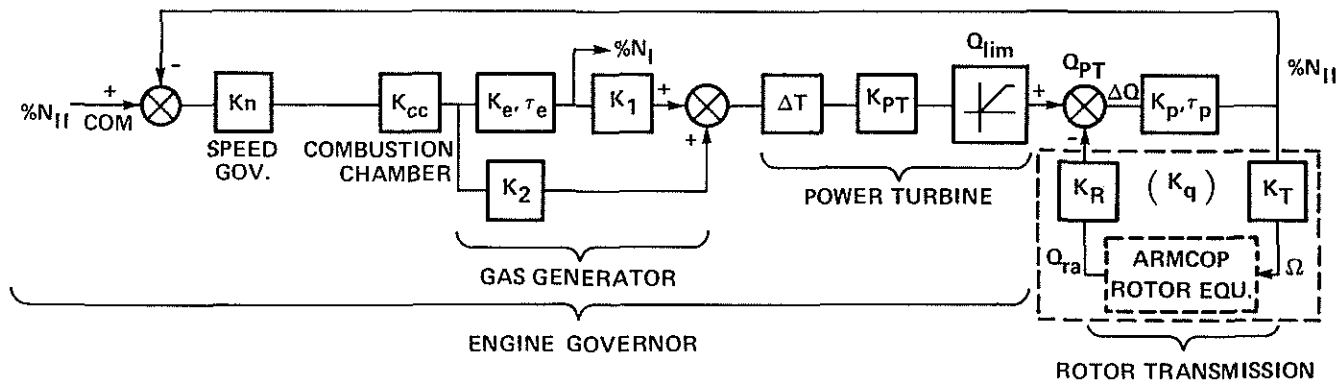 %N_I
Q_lim
Q_PT
%N_II
–
+
%N_II COM
Kn
K_cc
K_e, τ_e
K_1
+
+
ΔT
K_PT
+
–
ΔQ
K_p, τ_p
SPEED GOV.
COMBUSTION CHAMBER
K_2
POWER TURBINE
K_R
(K_q)
K_T
GAS GENERATOR
Q_ra
ARMCOP
ROTOR EQU.
Ω
ENGINE GOVERNOR
ROTOR TRANSMISSION